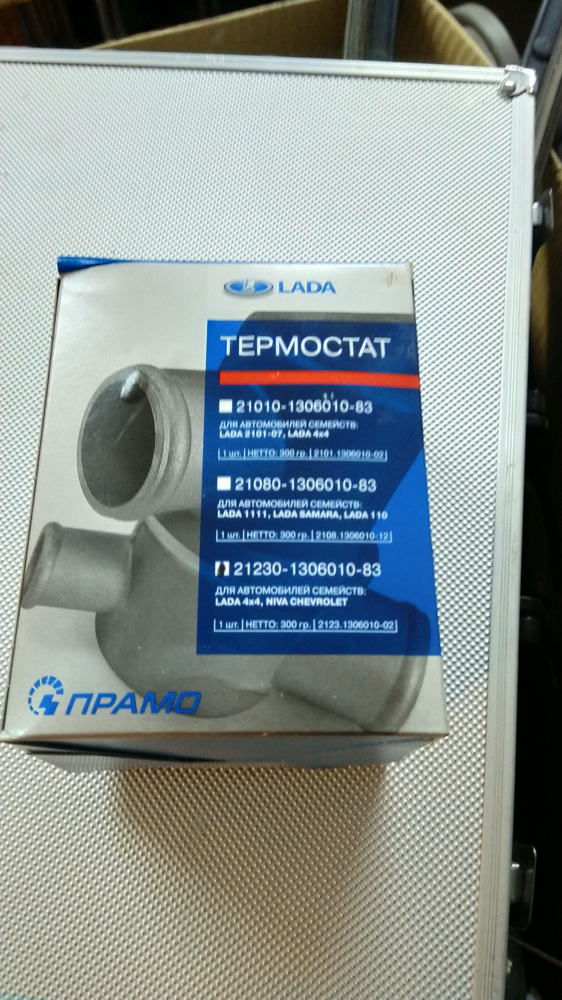 LADA
ТЕРМОСТАТ
21010-1306010-83
ДЛЯ АВТОМОБИЛЕЙ СЕМЕЙСТВ:
LADA 2101-07, LADA 4x4
1 шт. | НЕТТО: 300 гр. | 2101.1306010-02
21080-1306010-83
ДЛЯ АВТОМОБИЛЕЙ СЕМЕЙСТВ:
LADA 1111, LADA SAMARA, LADA 110
1 шт. | НЕТТО: 300 гр. | 2108.1306010-12
21230-1306010-83
ДЛЯ АВТОМОБИЛЕЙ СЕМЕЙСТВ:
LADA 4x4, NIVA CHEVROLET
1 шт. | НЕТТО: 300 гр. | 2123.1306010-02
ПРАМО